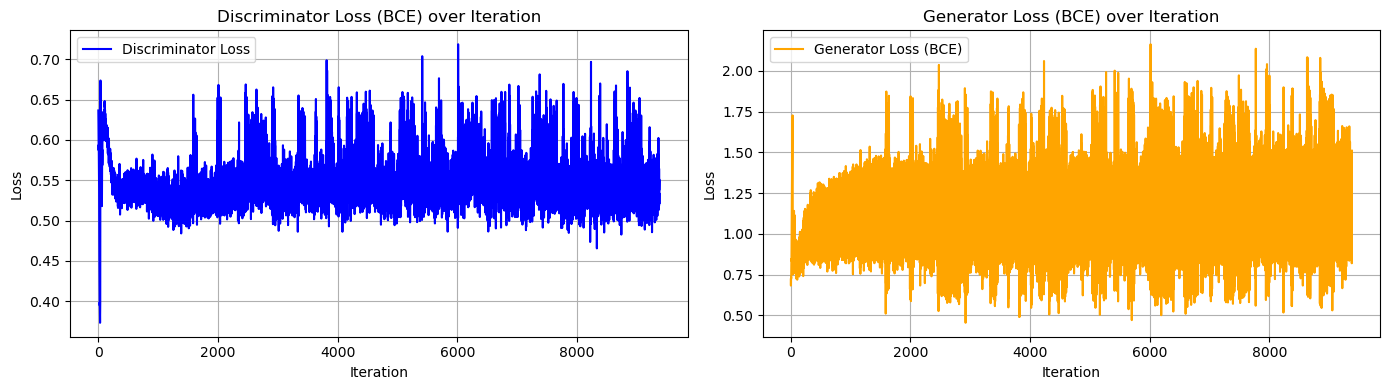 Discriminator Loss (BCE) over Iteration
Discriminator Loss
Loss
0.70
0.65
0.60
0.55
0.50
0.45
0.40
0 2000 4000 6000 8000
Iteration
Generator Loss (BCE) over Iteration
Generator Loss (BCE)
Loss
2.00
1.75
1.50
1.25
1.00
0.75
0.50
0 2000 4000 6000 8000
Iteration